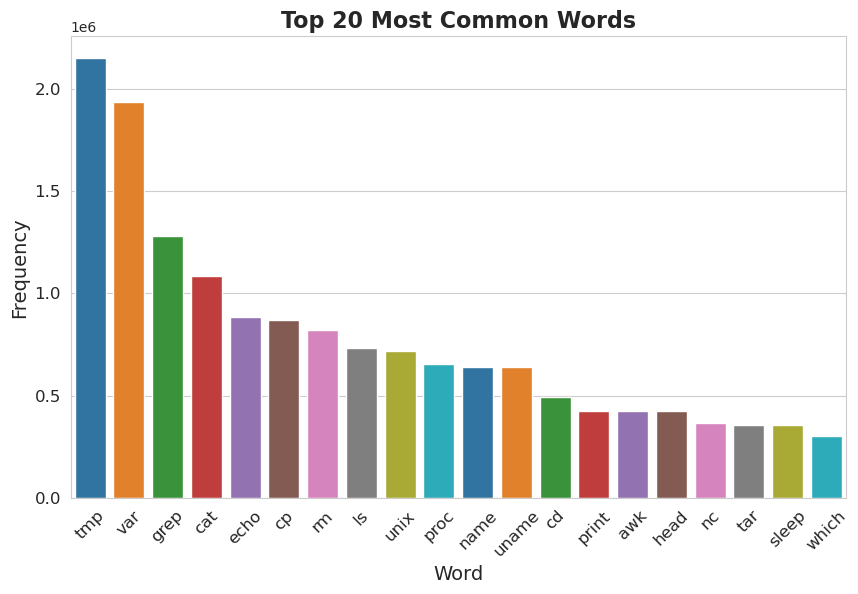 Top 20 Most Common Words
1e6
2.0
1.5
1.0
0.5
0.0
Frequency
tmp var grep cat echo cp rm ls unix proc name uname cd print awk head nc tar sleep which
Word